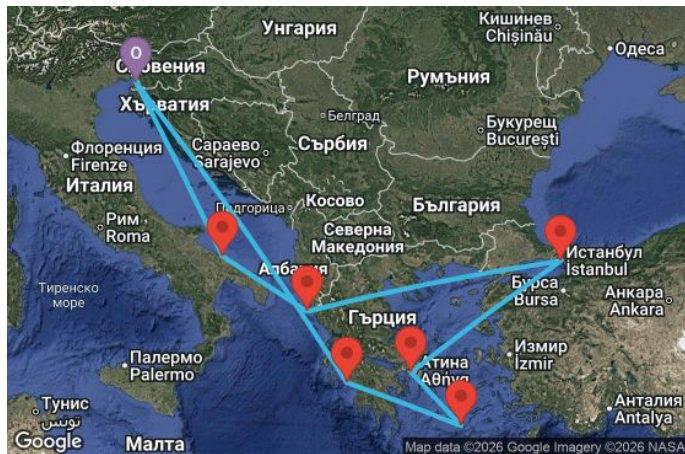 Кишинев
Chișinău
Унгария
Одеса
О
Словения
Румъния
Хърватия
Белград
Букурещ
București
Флоренция
Firenze
Сараево
Sarajevo
Сърбия
Италия
Подгорица
Косово
България
Рим
Roma
Северна
Македония
Албания
Истанбул
İstanbul
Тиренско
море
Бурса
Bursa
Анкара
Ankara
Гърция
Палермо
Palermo
Атина
Αθήνα
Измир
İzmir
Тунис
تونس
Анталия
Antalya
Google
Малта
Map data ©2026 Google Imagery ©2026 NASA